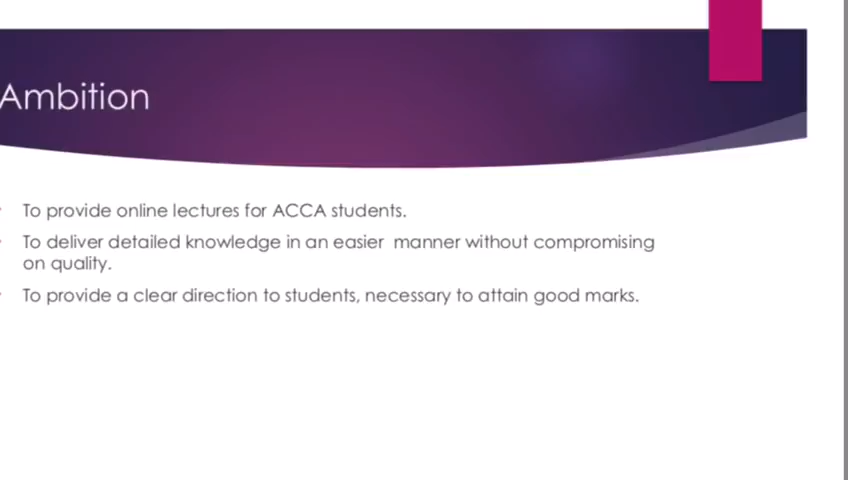 Ambition
To provide online lectures for ACCA students.
To deliver detailed knowledge in an easier  manner without compromising
on quality.
To provide a clear direction to students, necessary to attain good marks.